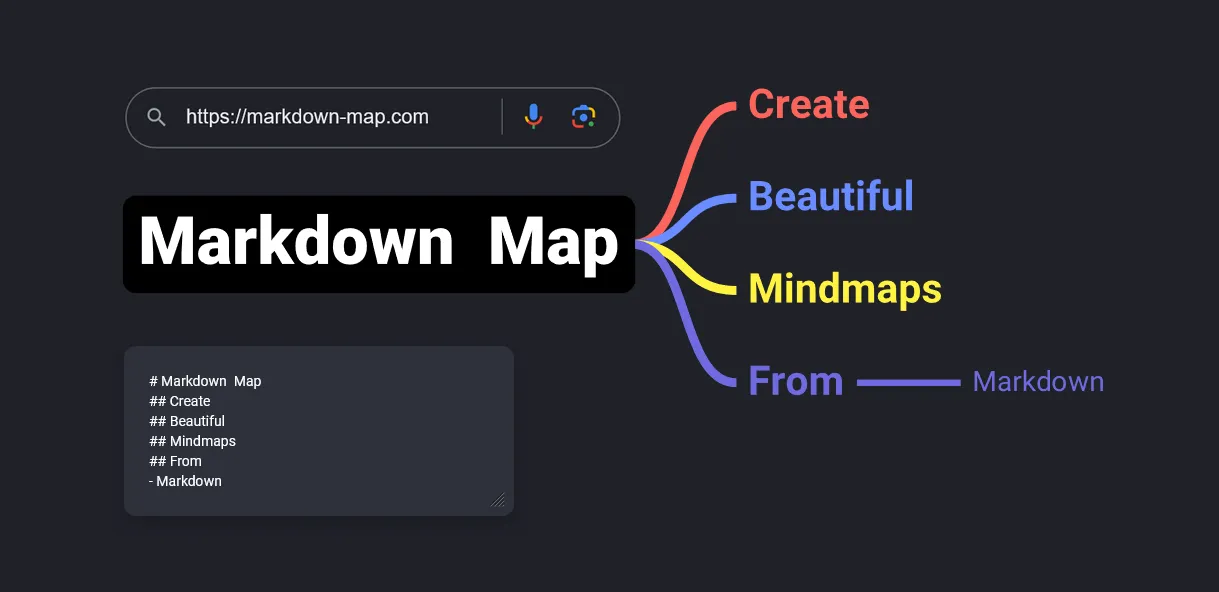 https://markdown-map.com
Markdown  Map
Create
Beautiful
Mindmaps
From
Markdown
# Markdown  Map
## Create
## Beautiful
## Mindmaps
## From
- Markdown